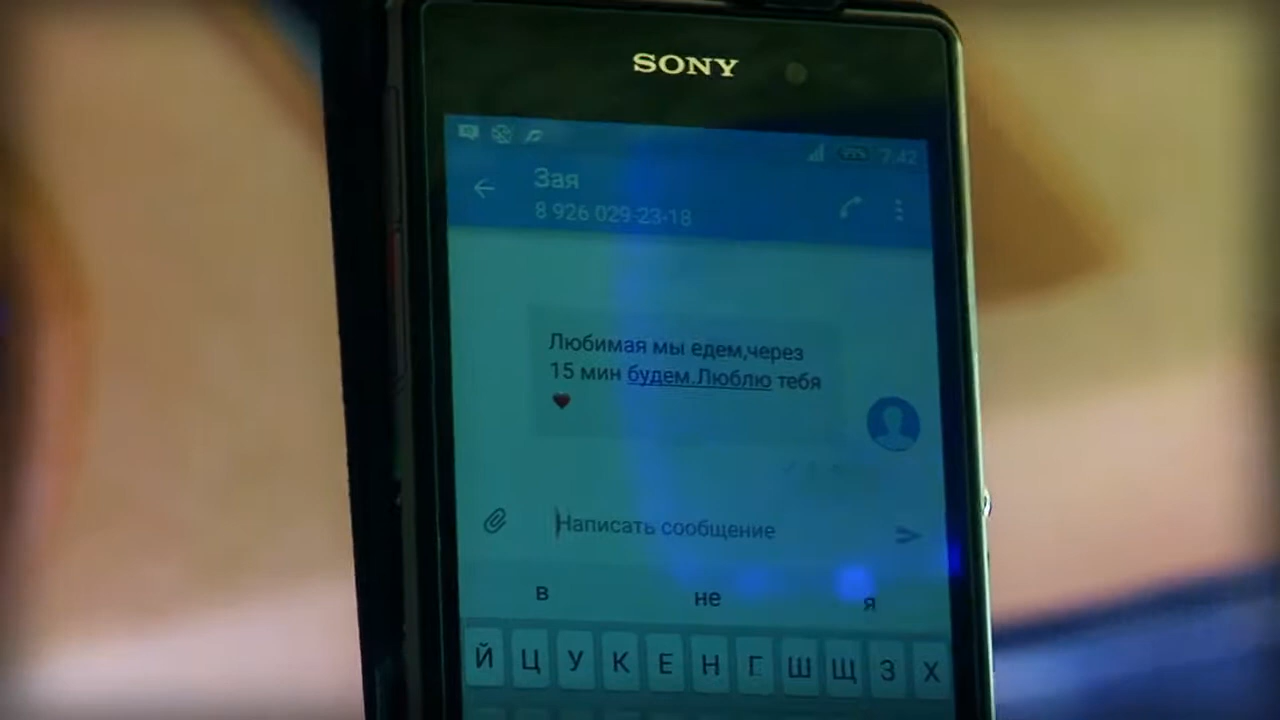 SONY
7:42
Зая
8 926 029-23-18
Любимая мы едем,через
15 мин будем.Люблю тебя
❤
Написать сообщение
в не я
Й Ц У К Е Н Г Ш Щ З Х